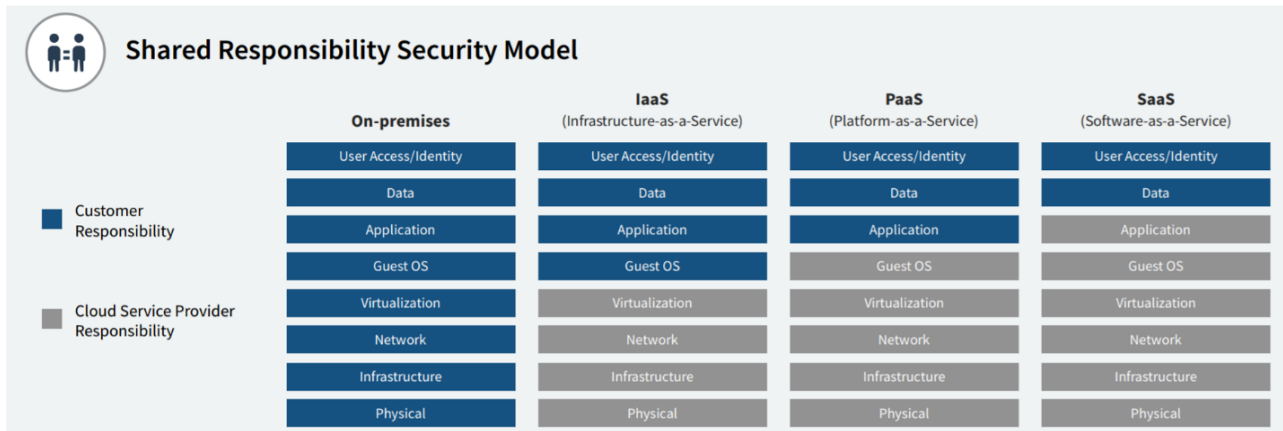 Shared Responsibility Security Model
On-premises
IaaS
(Infrastructure-as-a-Service)
PaaS
(Platform-as-a-Service)
SaaS
(Software-as-a-Service)
User Access/Identity User Access/Identity User Access/Identity User Access/Identity
Data Data Data Data
Customer
Responsibility
Application Application Application Application
Guest OS Guest OS Guest OS Guest OS
Cloud Service Provider
Responsibility
Virtualization Virtualization Virtualization Virtualization
Network Network Network Network
Infrastructure Infrastructure Infrastructure Infrastructure
Physical Physical Physical Physical